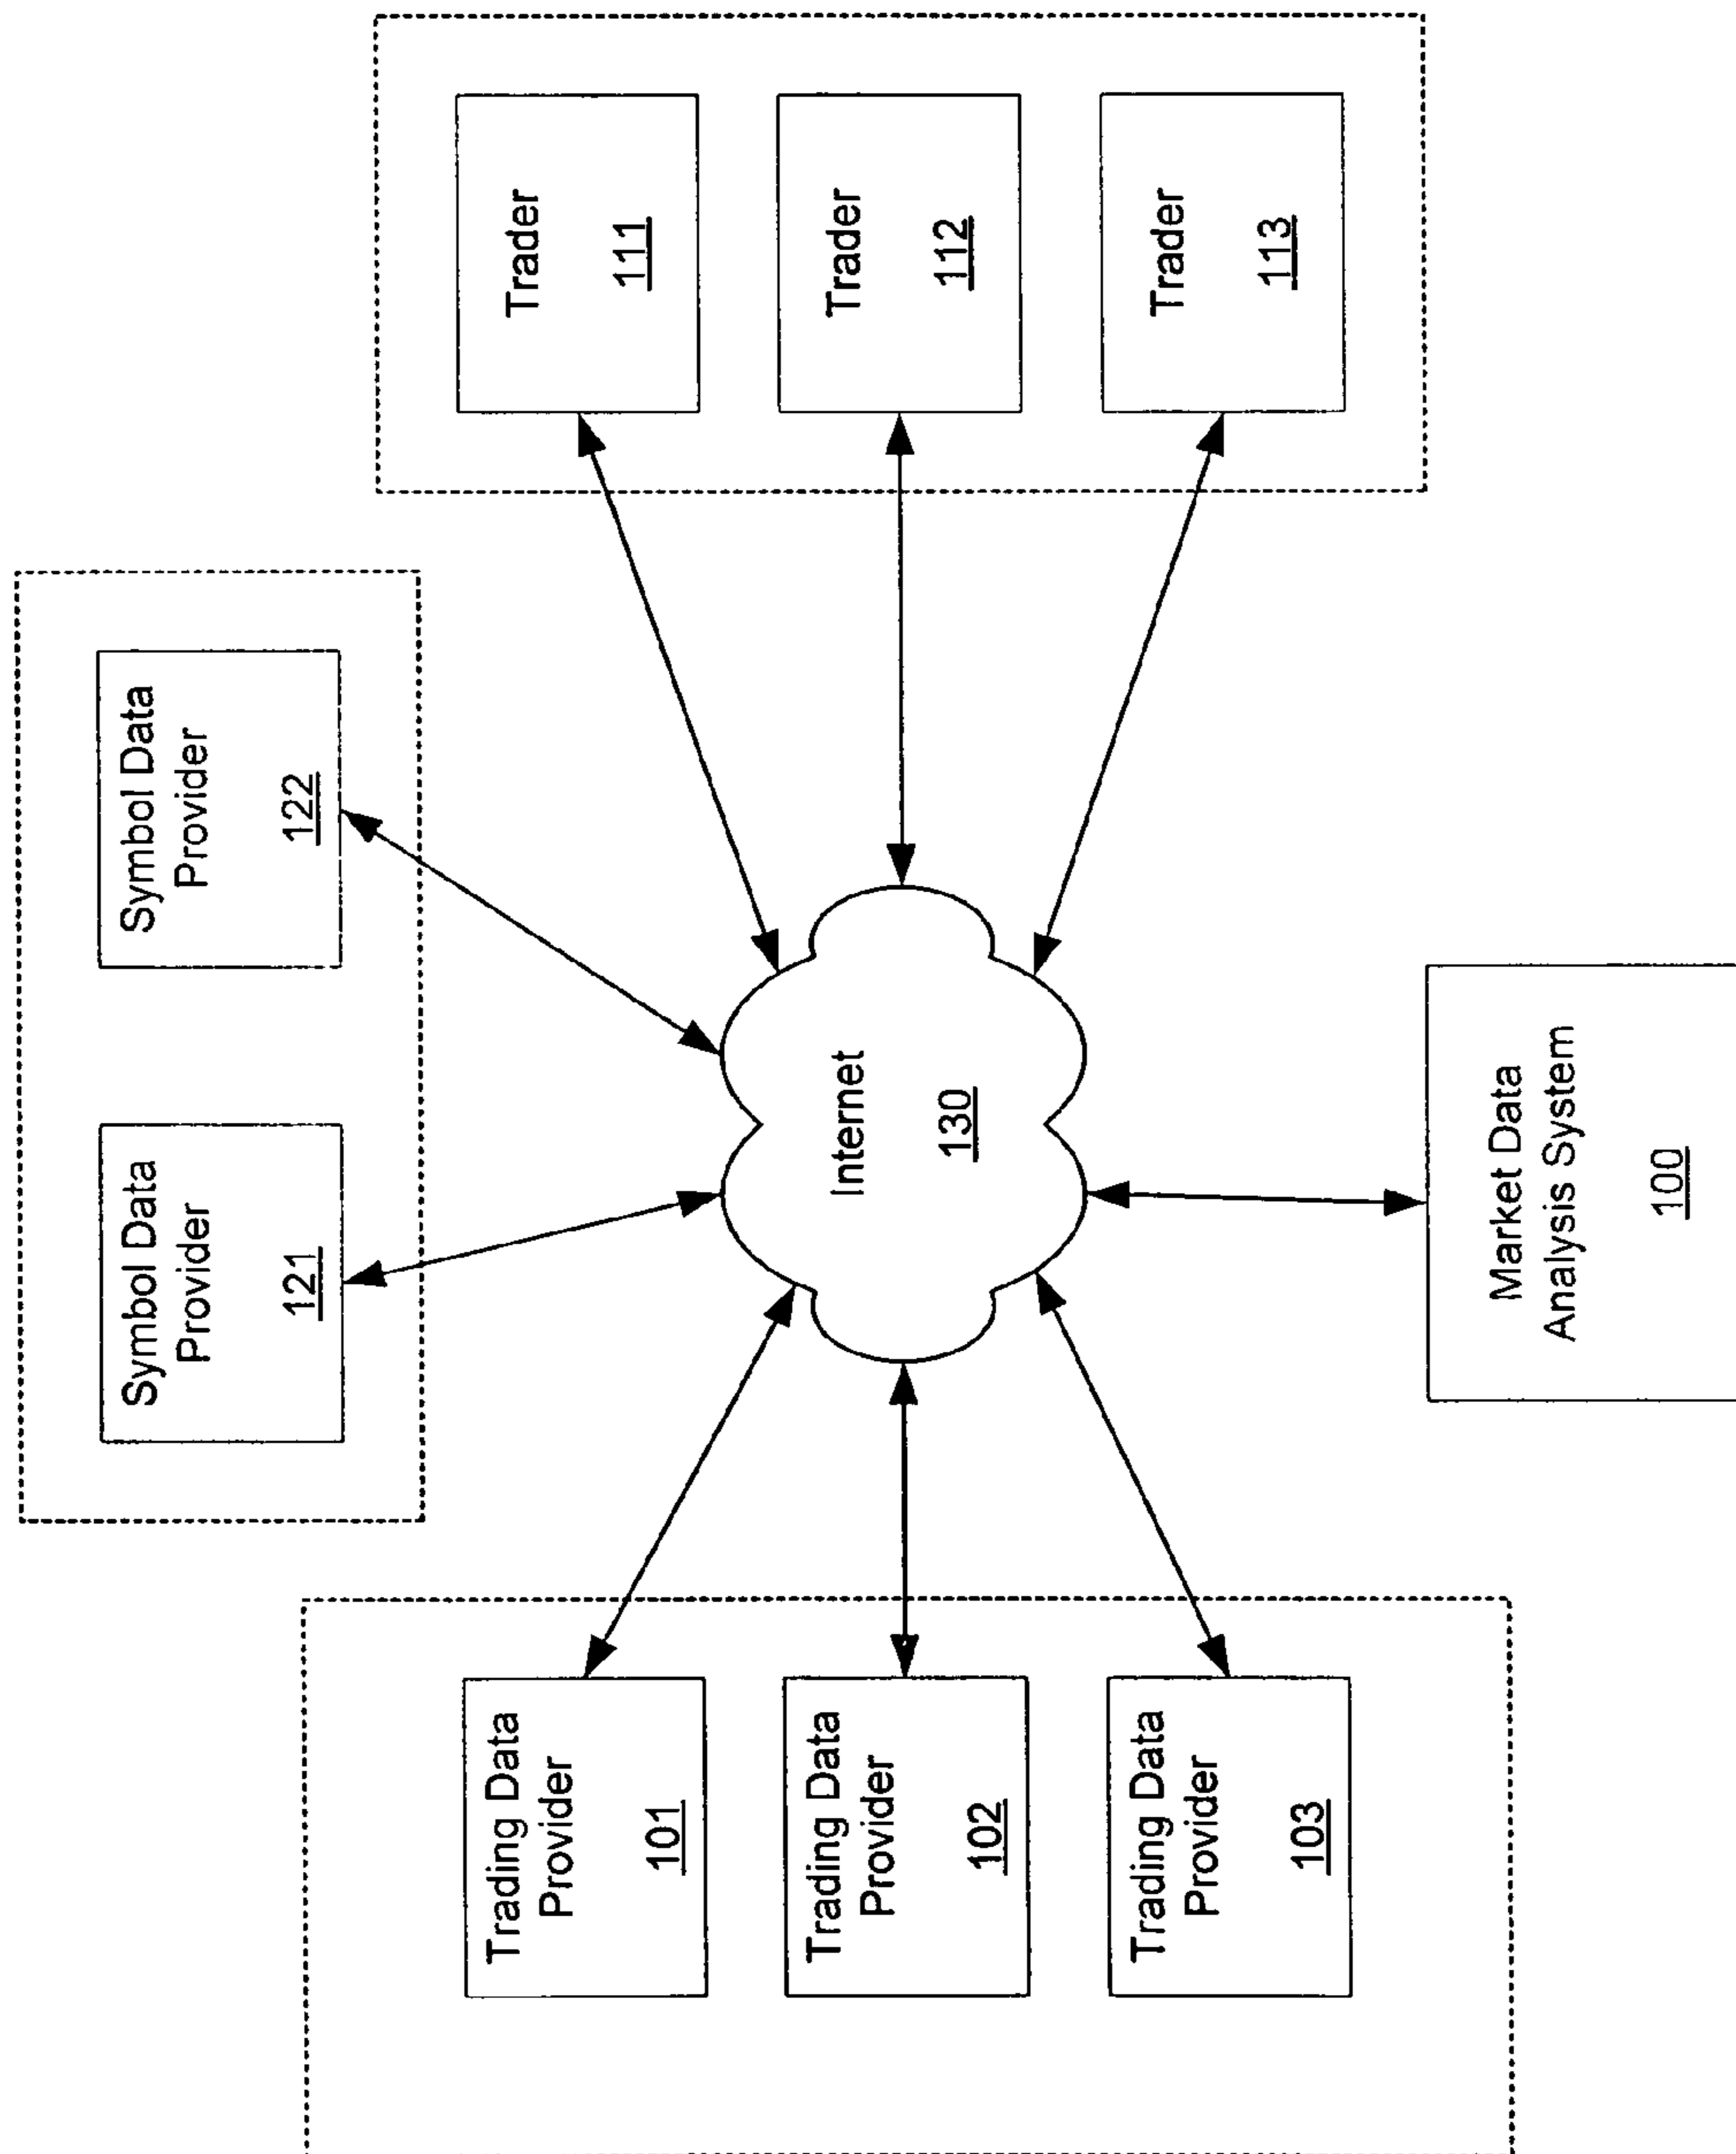 Symbol Data
Provider
121
Symbol Data
Provider
122
Trading Data
Provider
101
Trading Data
Provider
102
Trading Data
Provider
103
Internet
130
Trader
111
Trader
112
Trader
113
Market Data
Analysis System
100